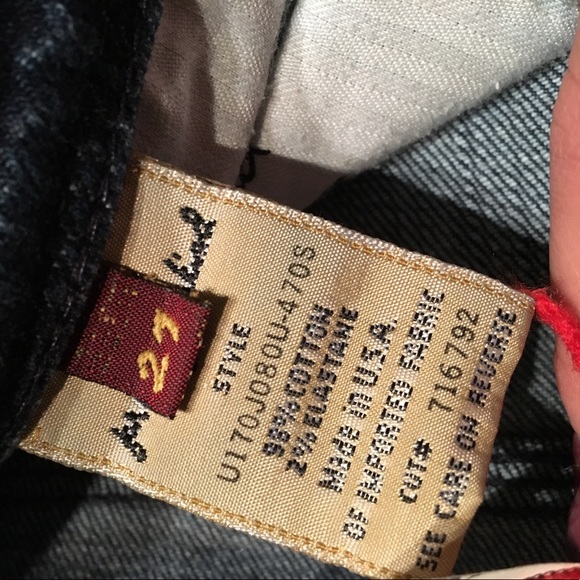 27
STYLE
U170J080U-470S
98% COTTON
2% ELASTANE
Made in U.S.A.
OF IMPORTED FABRIC
CUT# 716792
SEE CARE ON REVERSE